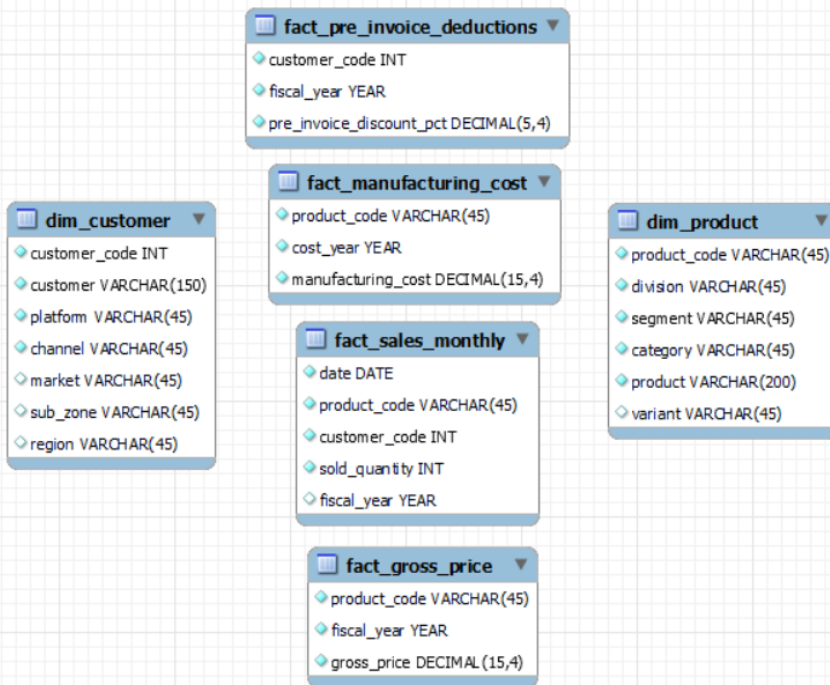 fact_pre_invoice_deductions
customer_code INT
fiscal_year YEAR
pre_invoice_discount_pct DECIMAL(5,4)
fact_manufacturing_cost
product_code VARCHAR(45)
cost_year YEAR
manufacturing_cost DECIMAL(15,4)
dim_customer
customer_code INT
customer VARCHAR(150)
platform VARCHAR(45)
channel VARCHAR(45)
market VARCHAR(45)
sub_zone VARCHAR(45)
region VARCHAR(45)
dim_product
product_code VARCHAR(45)
division VARCHAR(45)
segment VARCHAR(45)
category VARCHAR(45)
product VARCHAR(200)
variant VARCHAR(45)
fact_sales_monthly
date DATE
product_code VARCHAR(45)
customer_code INT
sold_quantity INT
fiscal_year YEAR
fact_gross_price
product_code VARCHAR(45)
fiscal_year YEAR
gross_price DECIMAL(15,4)